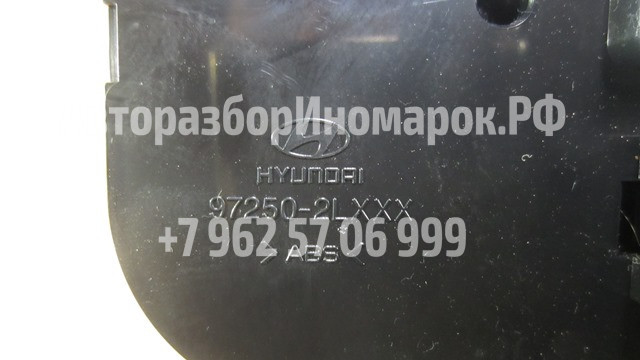 АвторазборИномарок.РФ
HYUNDAI
97250-2LXXX
+7 962 57 06 999
>ABS<